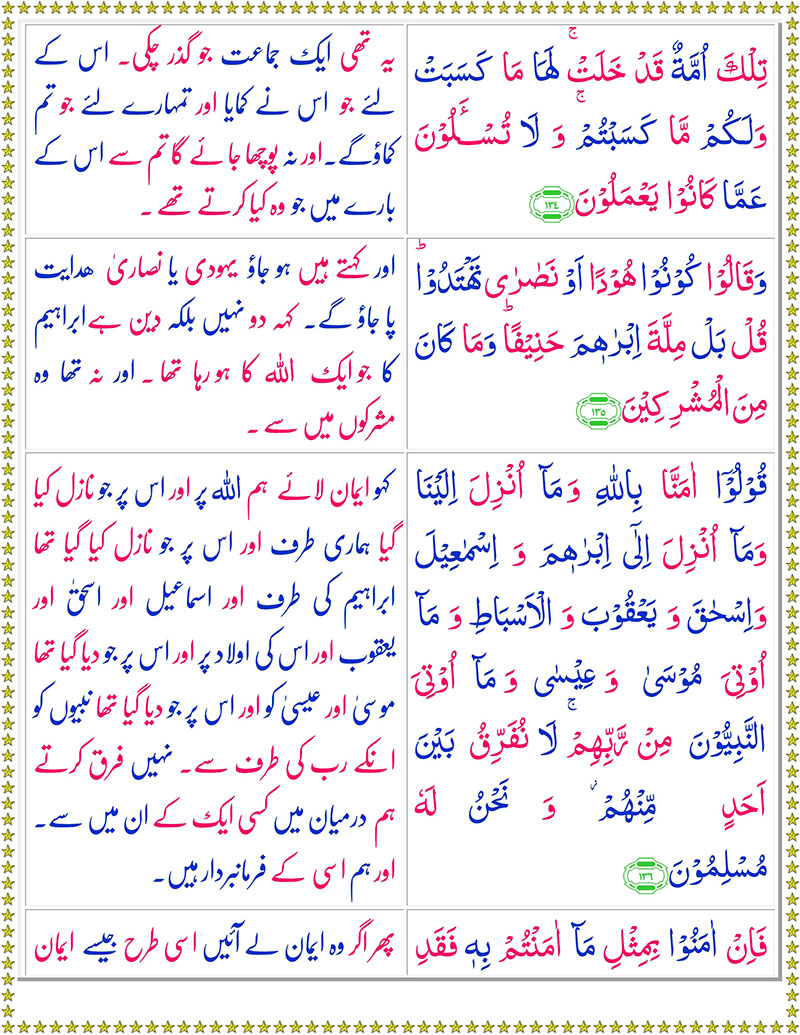 تِلْكَ اُمَّةٌ قَدْ خَلَتْ ۚ لَهَا مَا كَسَبَتْ
وَلَـكُمْ مَّا كَسَبْتُمْ ۚ وَ لَا تُسْـَٔـلُوْنَ
عَمَّا كَانُوْا يَعْمَلُوْنَ ﴿١٣٤﴾
یہ تھی ایک جماعت جو گذر چکی۔ اس کے
لئے جو اس نے کمایا اور تمہارے لئے جو تم
کماؤ گے۔ اور نہ پوچھا جائے گا تم سے اس کے
بارے میں جو وہ کیا کرتے تھے ۔
وَقَالُوْا كُوْنُوْا هُوْدًا اَوْ نَصٰرٰى تَهْتَدُوْا ؕ
قُلْ بَلْ مِلَّةَ اِبْرٰهٖمَ حَنِيْفًا ؕ وَمَا كَانَ
مِنَ الْمُشْرِكِيْنَ ﴿١٣٥﴾
اور کہتے ہیں ہو جاؤ یہودی یا نصاریٰ ھدایت
پا جاؤ گے۔ کہہ دو نہیں بلکہ دین ہے ابراہیم
کا جو ایک اللہ کا ہو رہا تھا ۔ اور نہ تھا وہ
مشرکوں میں سے ۔
قُوْلُوْٓا اٰمَنَّا بِاللّٰهِ وَمَآ اُنْزِلَ اِلَيْنَا
وَمَآ اُنْزِلَ اِلٰٓى اِبْرٰهٖمَ وَ اِسْمٰعِيْلَ
وَاِسْحٰقَ وَ يَعْقُوْبَ وَ الْاَسْبَاطِ وَ مَآ
اُوْتِىَ مُوْسٰى وَ عِيْسٰى وَ مَآ اُوْتِىَ
النَّبِيُّوْنَ مِنْ رَّبِّهِمْ ۚ لَا نُفَرِّقُ بَيْنَ
اَحَدٍ مِّنْهُمْ ۖ وَ نَحْنُ لَهٗ
مُسْلِمُوْنَ ﴿١٣٦﴾
کہو ایمان لائے ہم اللہ پر اور اس پر جو نازل کیا
گیا ہماری طرف اور اس پر جو نازل کیا گیا تھا
ابراہیم کی طرف اور اسماعیل اور اسحٰق اور
یعقوب اور اس کی اولاد پر اور اس پر جو دیا گیا تھا
موسیٰ اور عیسیٰ کو اور اس پر جو دیا گیا تھا نبیوں کو
انکے رب کی طرف سے۔ نہیں فرق کرتے
ہم درمیان میں کسی ایک کے ان میں سے۔
اور ہم اسی کے فرمانبردار ہیں۔
فَاِنْ اٰمَنُوْا بِمِثْلِ مَآ اٰمَنْتُمْ بِهٖ فَقَدِ
پھر اگر وہ ایمان لے آئیں اسی طرح جیسے ایمان